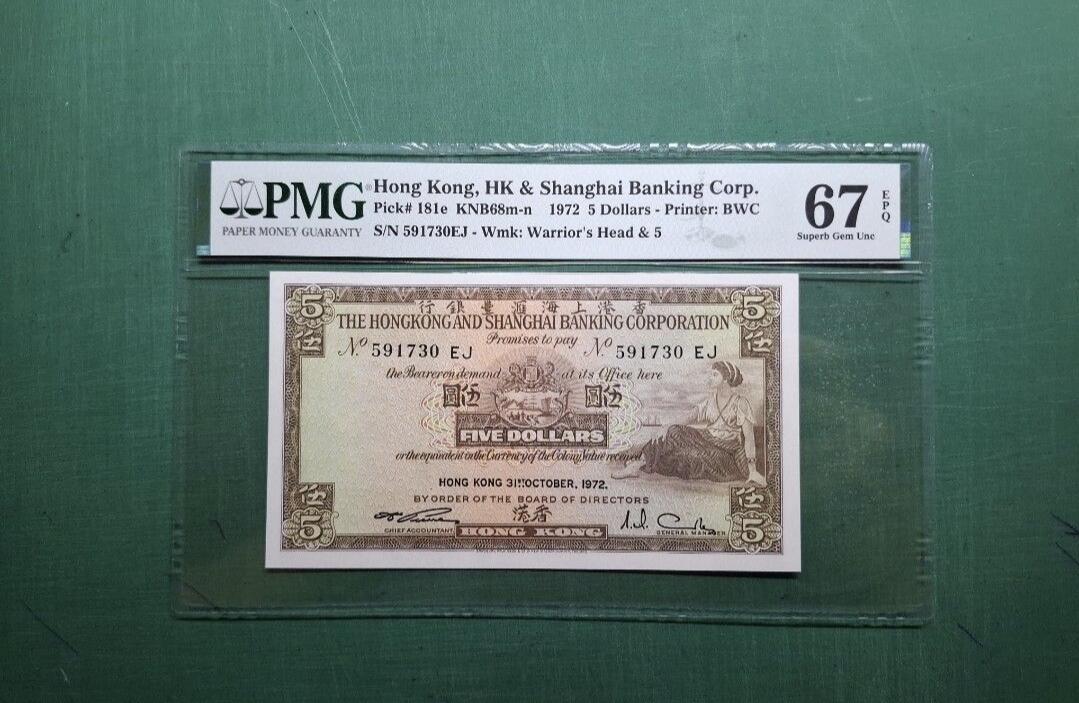 PMG
PAPER MONEY GUARANTY
Hong Kong, HK & Shanghai Banking Corp.
Pick# 181e KNB68m-n 1972 5 Dollars - Printer: BWC
S/N 591730EJ - Wmk: Warrior's Head & 5
67
EPQ
Superb Gem Unc
5 5
伍 伍
行銀豐滙海上港香
THE HONGKONG AND SHANGHAI BANKING CORPORATION
Promises to pay
Nº 591730 EJ Nº 591730 EJ
the Bearer on demand at its Office here
圓伍 圓伍
FIVE DOLLARS
or the equivalent in the Currency of the Colony Value received
HONG KONG 31ST OCTOBER, 1972.
BY ORDER OF THE BOARD OF DIRECTORS
伍 伍
港香
5 5
CHIEF ACCOUNTANT
HONG KONG
GENERAL MANAGER